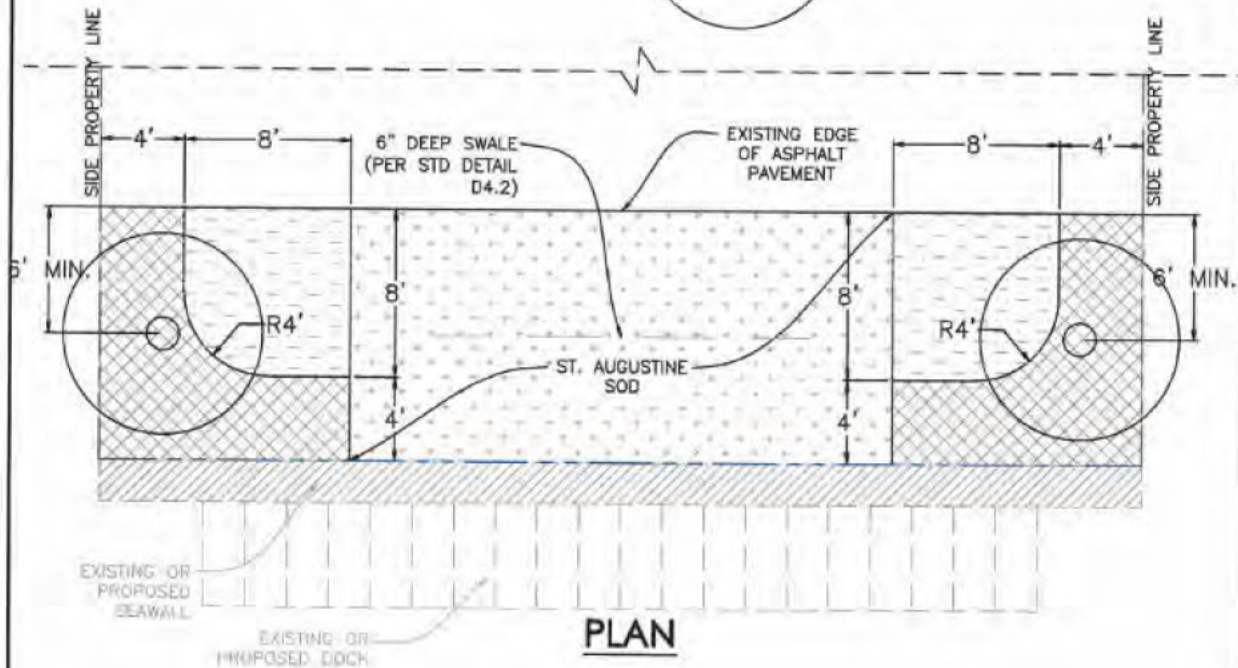 SIDE PROPERTY LINE
SIDE PROPERTY LINE
4'
8'
6" DEEP SWALE
(PER STD DETAIL
D4.2)
EXISTING EDGE
OF ASPHALT
PAVEMENT
8'
4'
MIN.
8'
8'
6' MIN.
R4'
R4'
ST. AUGUSTINE
SOD
4'
4'
EXISTING OR
PROPOSED
SEAWALL
EXISTING OR
PROPOSED DOCK
PLAN